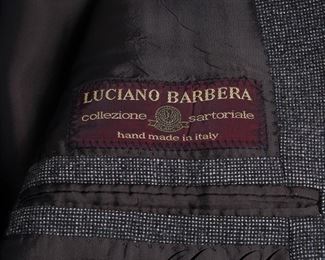 LUCIANO BARBERA
collezione sartoriale
hand made in italy